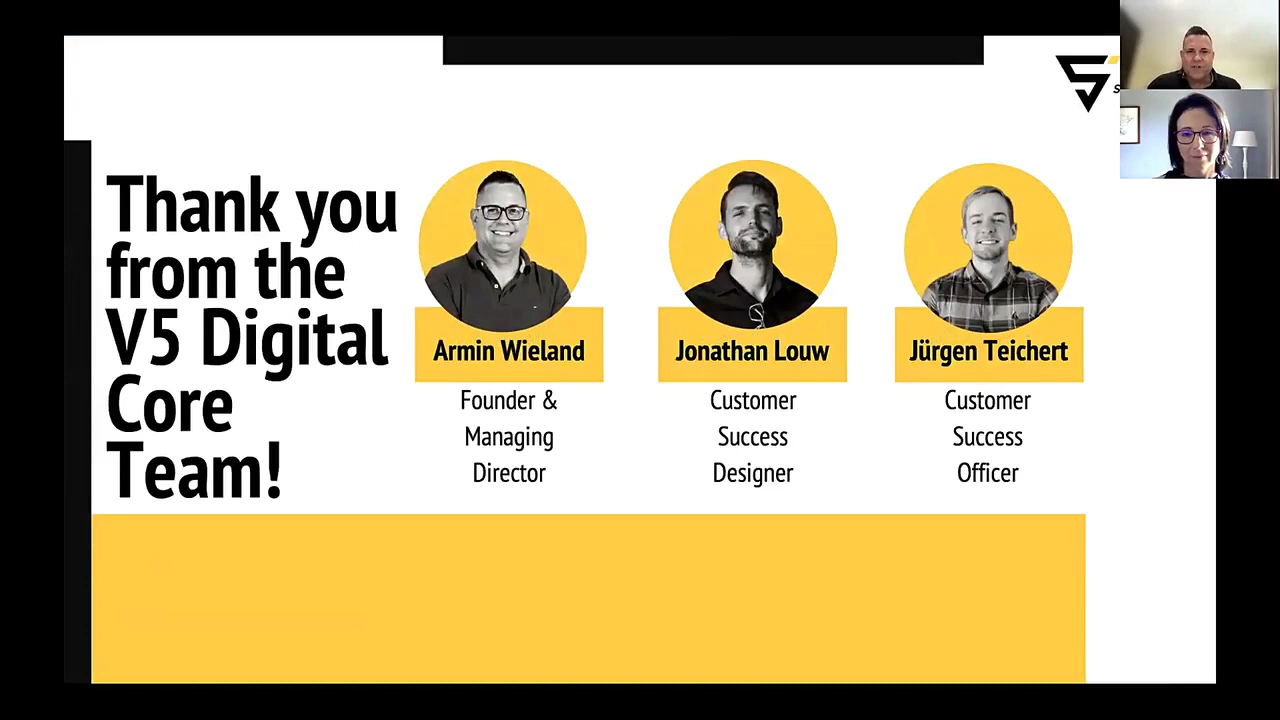 Thank you
from the
V5 Digital
Core
Team!
Armin Wieland
Founder &
Managing
Director
Jonathan Louw
Customer
Success
Designer
Jürgen Teichert
Customer
Success
Officer